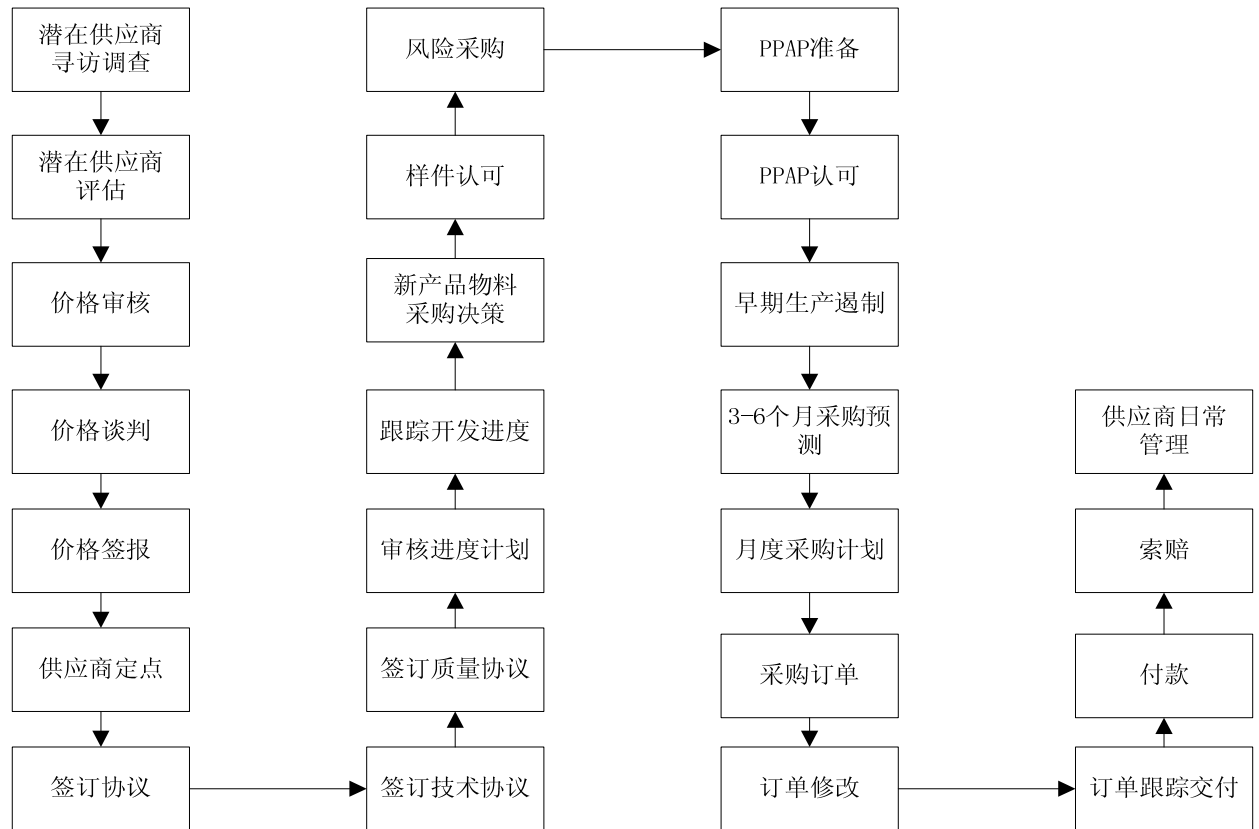 潜在供应商
寻访调查
潜在供应商
评估
价格审核
价格谈判
价格签报
供应商定点
签订协议
签订技术协议
签订质量协议
审核进度计划
跟踪开发进度
新产品物料
采购决策
样件认可
风险采购
PPAP准备
PPAP认可
早期生产遏制
3-6个月采购预
测
月度采购计划
采购订单
订单修改
订单跟踪交付
付款
索赔
供应商日常
管理